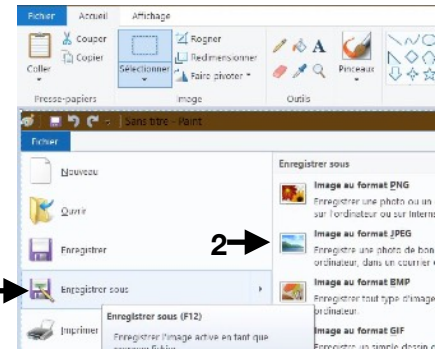 Fichier Accueil Affichage
Couper
Copier
Coller
Presse-papiers
Sélectionner
Rogner
Redimensionner
Faire pivoter
Image
A
Outils
Pinceaux
Sans titre - Paint
Fichier
Nouveau
Ouvrir
Enregistrer
Enregistrer sous
Imprimer
Enregistrer sous (F12)
Enregistrer l'image active en tant que
nouveau fichier.
2
Enregistrer sous
Image au format PNG
Enregistrer une photo ou un
sur l'ordinateur ou sur Intern
Image au format JPEG
Enregistre une photo de bon
ordinateur, dans un courrier
Image au format BMP
Enregistrer tout type d'image
ordinateur.
Image au format GIF
Enregistre un simple dessin